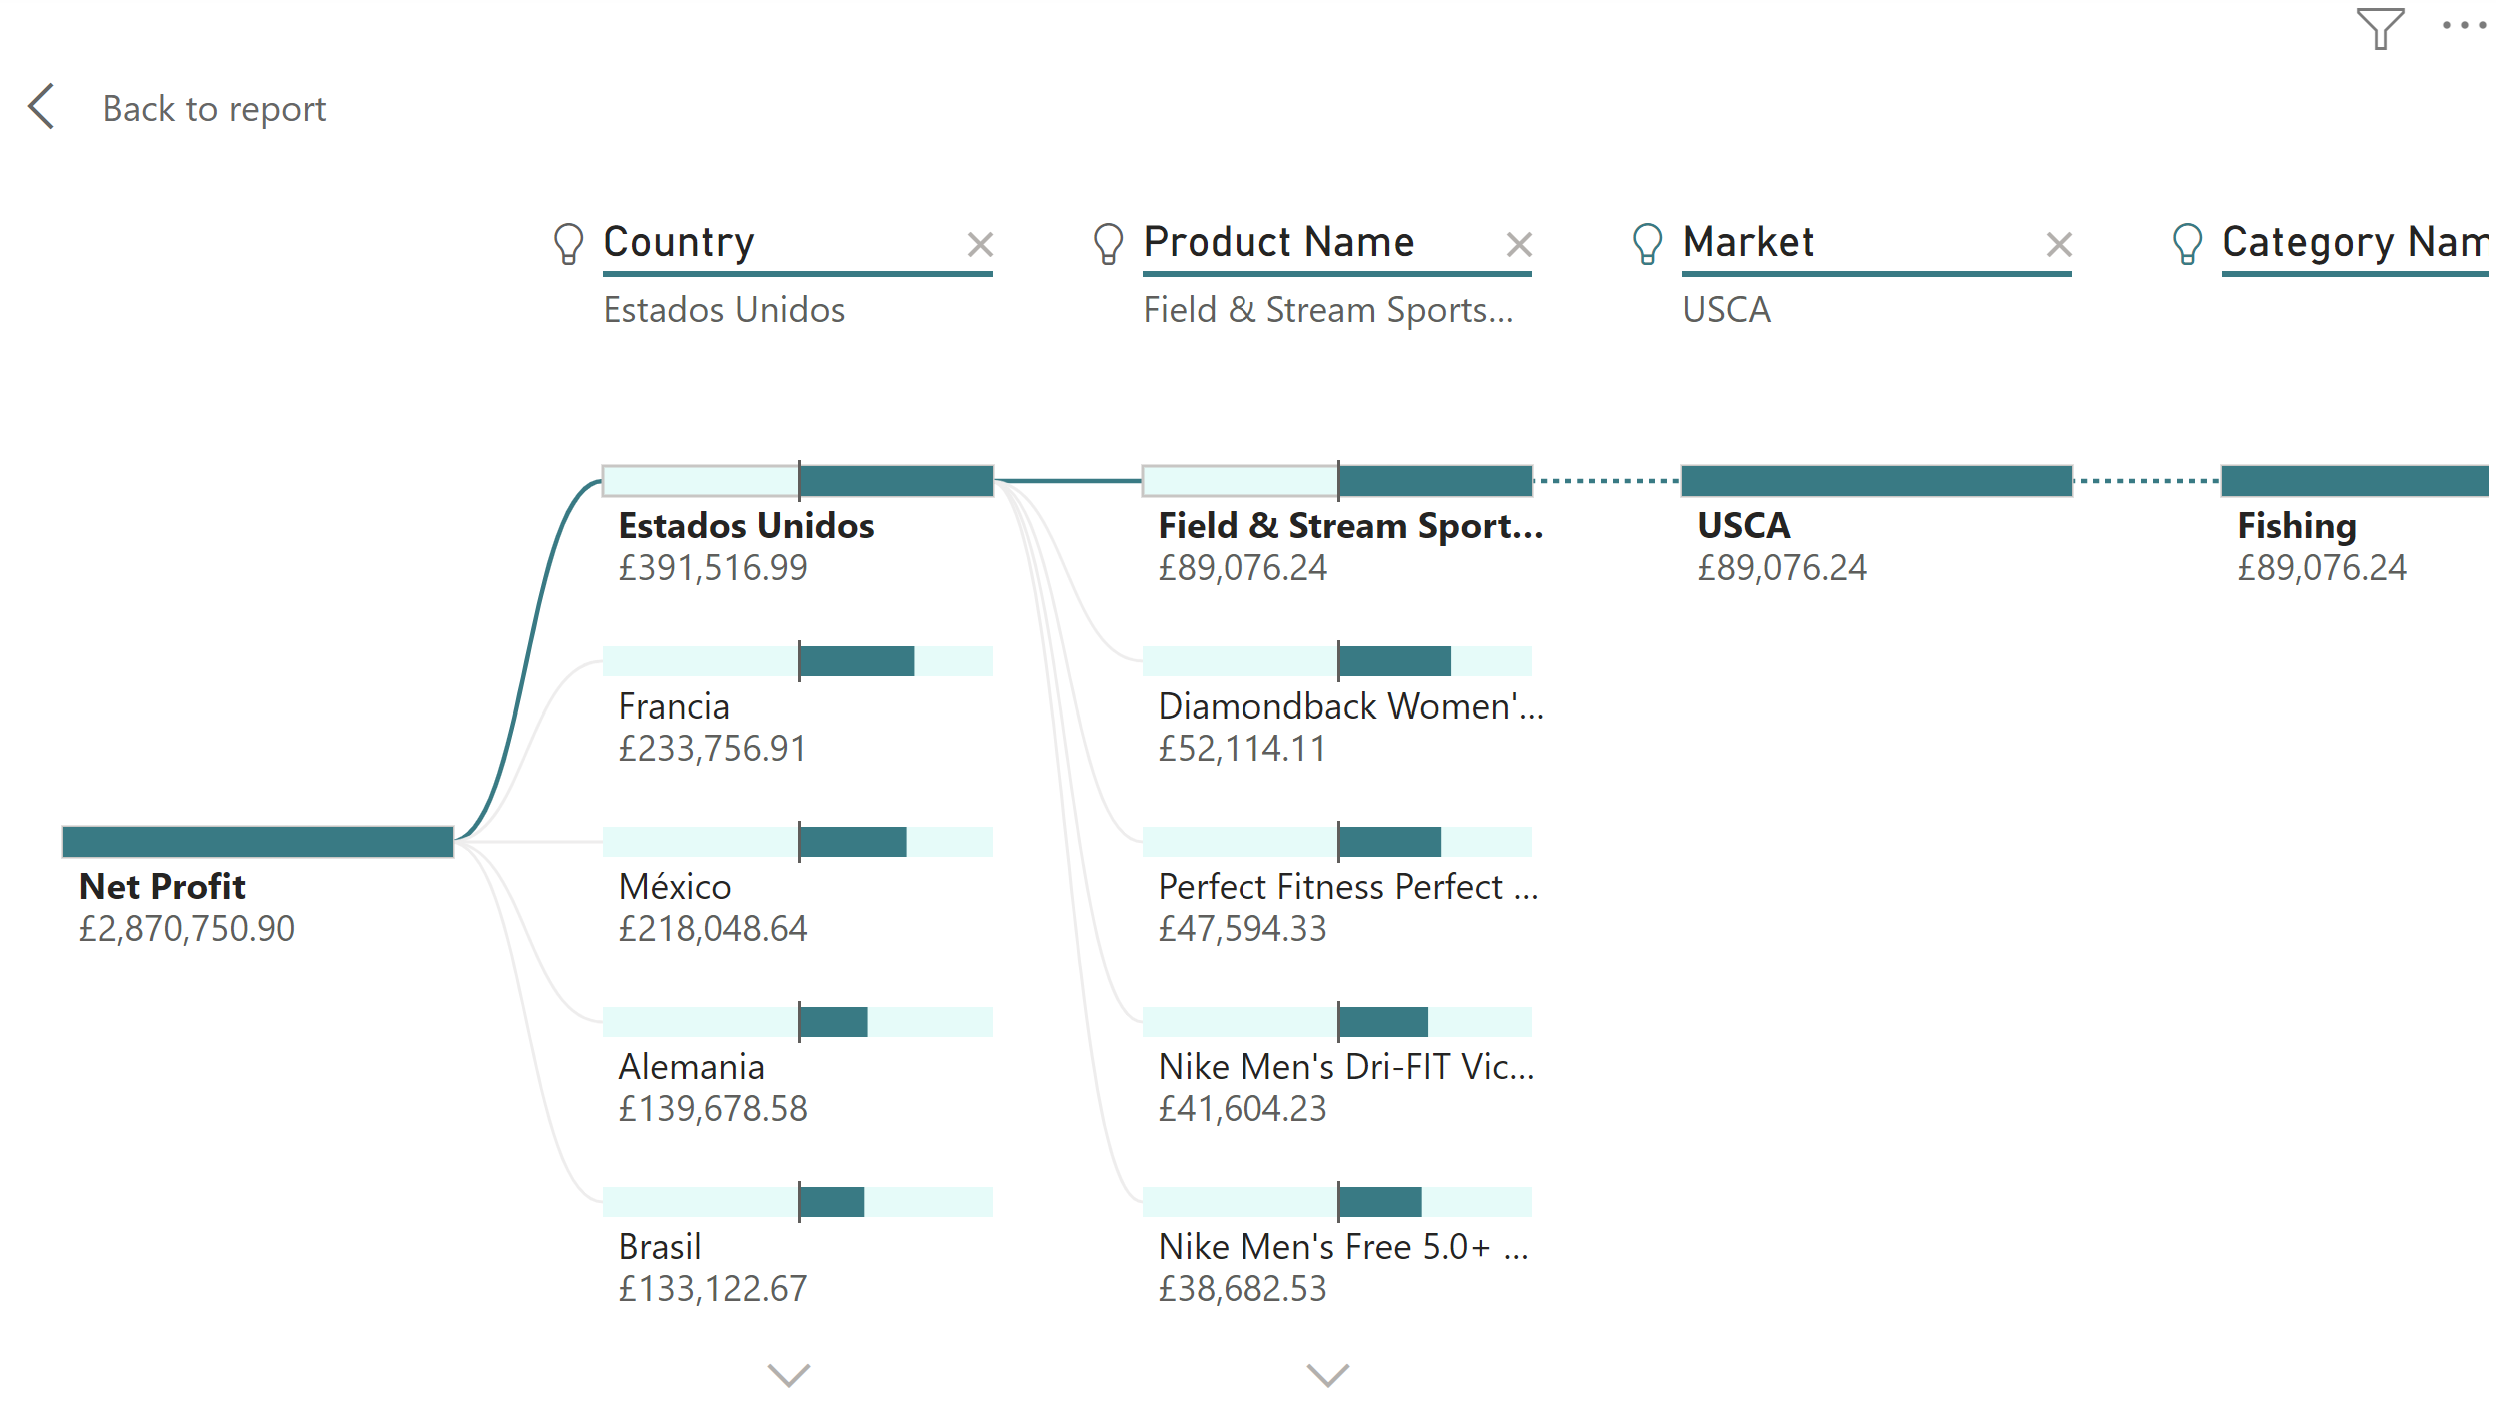 Back to report
Country
Product Name
Market
Category Nam
Estados Unidos
Field & Stream Sports...
USCA
Estados Unidos
£391,516.99
Field & Stream Sport...
£89,076.24
USCA
£89,076.24
Fishing
£89,076.24
Francia
£233,756.91
Diamondback Women'...
£52,114.11
Net Profit
£2,870,750.90
México
£218,048.64
Perfect Fitness Perfect ...
£47,594.33
Alemania
£139,678.58
Nike Men's Dri-FIT Vic...
£41,604.23
Brasil
£133,122.67
Nike Men's Free 5.0+ ...
£38,682.53